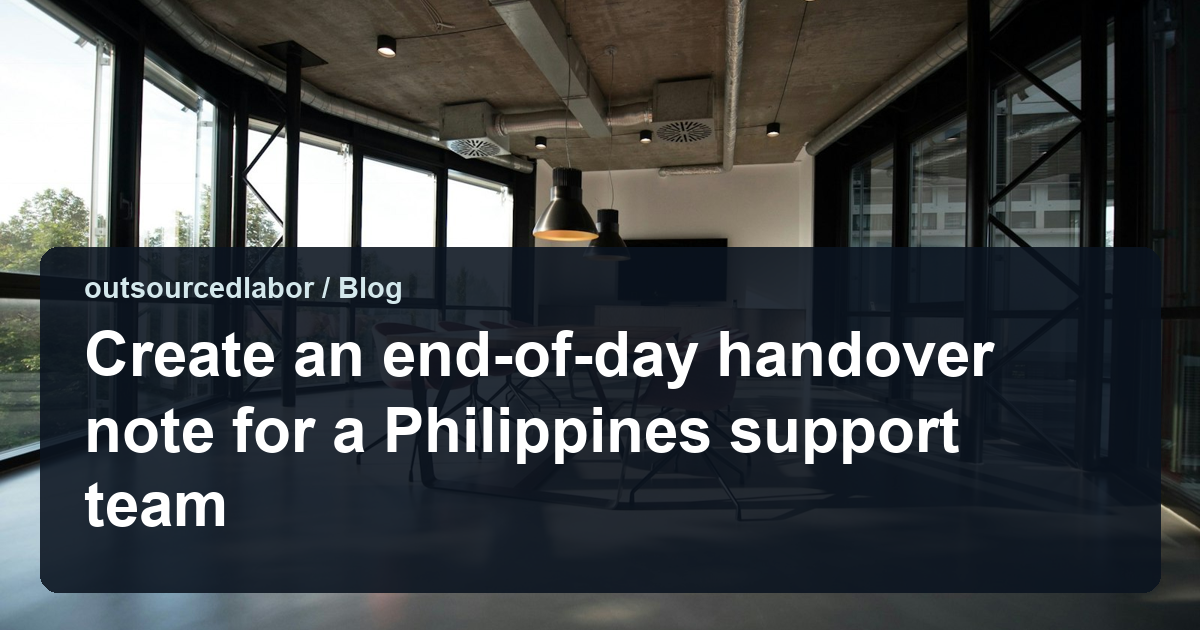 outsourcedlabor / Blog
Create an end-of-day handover
note for a Philippines support
team